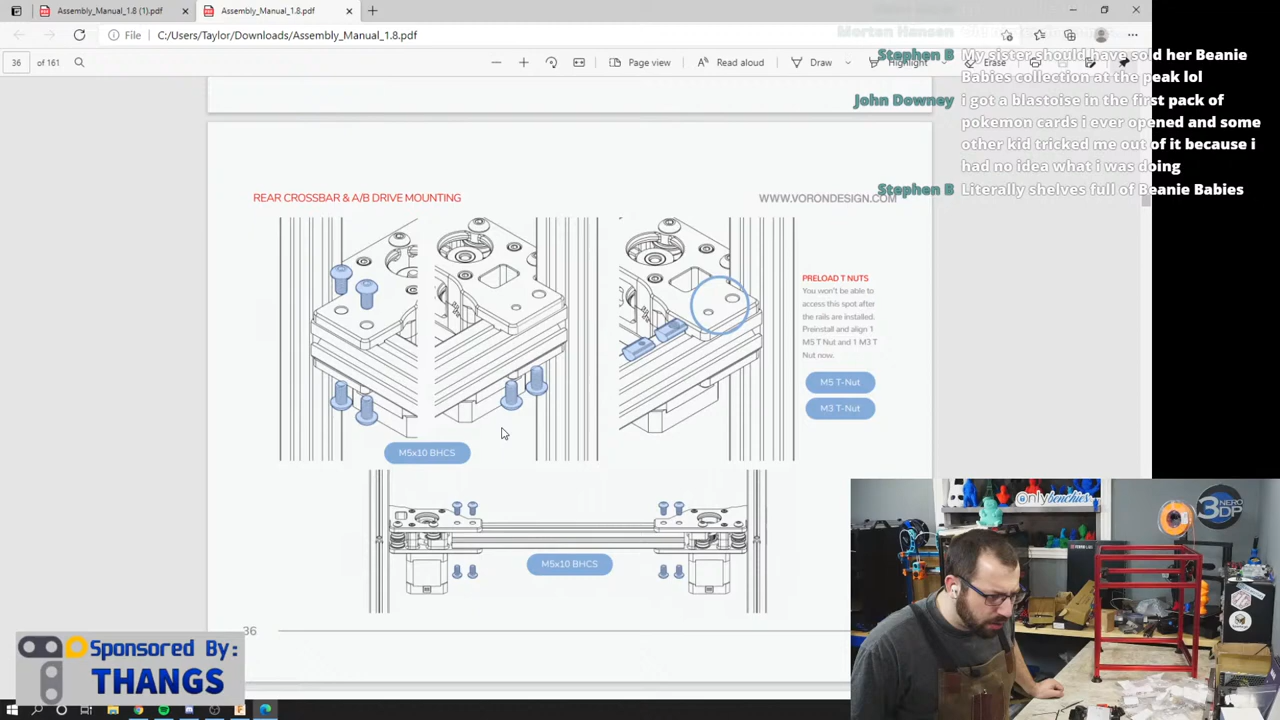 Assembly_Manual_1.8 (1).pdf
Assembly_Manual_1.8.pdf
File
C:/Users/Taylor/Downloads/Assembly_Manual_1.8.pdf
Morten Hansen
36 of 161
Page view
Read aloud
Draw
Highlight
Erase
Stephen B My sister should have sold her Beanie
Babies collection at the peak lol
John Downey i got a blastoise in the first pack of
pokemon cards i ever opened and some
other kid tricked me out of it because i
had no idea what i was doing
Stephen B Literally shelves full of Beanie Babies
REAR CROSSBAR & A/B DRIVE MOUNTING
WWW.VORONDESIGN.COM
PRELOAD T NUTS
You won't be able to
access this spot after
the rails are installed.
Preinstall and align 1
M5 T Nut and 1 M3 T
Nut now.
M5 T-Nut
M3 T-Nut
M5x10 BHCS
M5x10 BHCS
36
Sponsored By:
THANGS
onlybenchies
3D
NERO
3DP